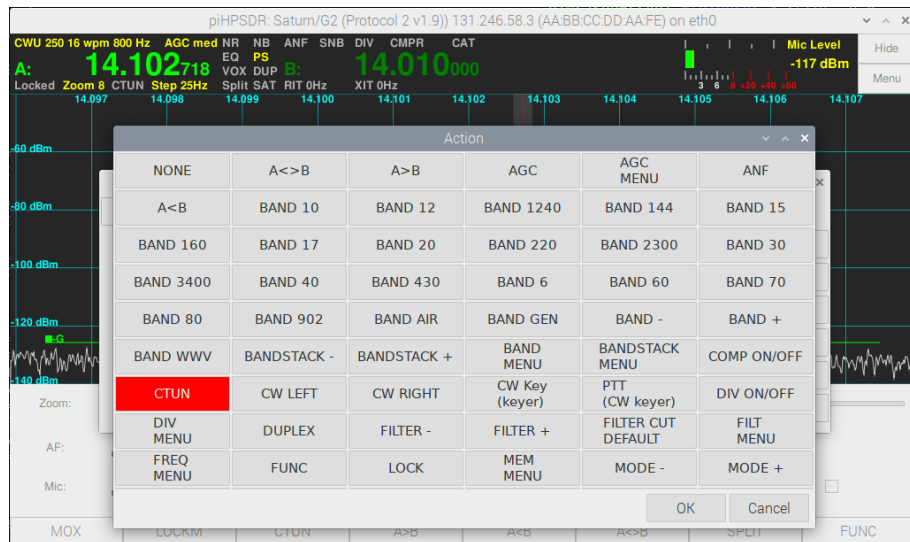 piHPSDR: Saturn/G2 (Protocol 2 v1.9)) 131.246.58.3 (AA:BB:CC:DD:AA:FE) on eth0
CWU 250 16 wpm 800 Hz AGC med NR NB ANF SNB DIV CMPR CAT
Mic Level
Hide
EQ PS
A: 14.102718 VOX DUP B: 14.010000
-117 dBm
Menu
Locked Zoom 8 CTUN Step 25Hz Split SAT RIT 0Hz XIT 0Hz
3 6 9 +20 +40 +60
14.097 14.098 14.099 14.100 14.101 14.102 14.103 14.104 14.105 14.106 14.107
Action
-60 dBm
NONE A<>B A>B AGC AGC MENU ANF
-80 dBm
A<B BAND 10 BAND 12 BAND 1240 BAND 144 BAND 15
BAND 160 BAND 17 BAND 20 BAND 220 BAND 2300 BAND 30
-100 dBm
BAND 3400 BAND 40 BAND 430 BAND 6 BAND 60 BAND 70
-120 dBm
BAND 80 BAND 902 BAND AIR BAND GEN BAND - BAND +
-G
BAND WWV BANDSTACK - BANDSTACK + BAND MENU BANDSTACK MENU COMP ON/OFF
-140 dBm
CTUN CW LEFT CW RIGHT CW Key (keyer) PTT (CW keyer) DIV ON/OFF
Zoom:
DIV MENU DUPLEX FILTER - FILTER + FILTER CUT DEFAULT FILT MENU
AF:
FREQ MENU FUNC LOCK MEM MENU MODE - MODE +
Mic:
OK Cancel
MOX LOCKM CTUN A>B A<B A<>B SPLIT FUNC